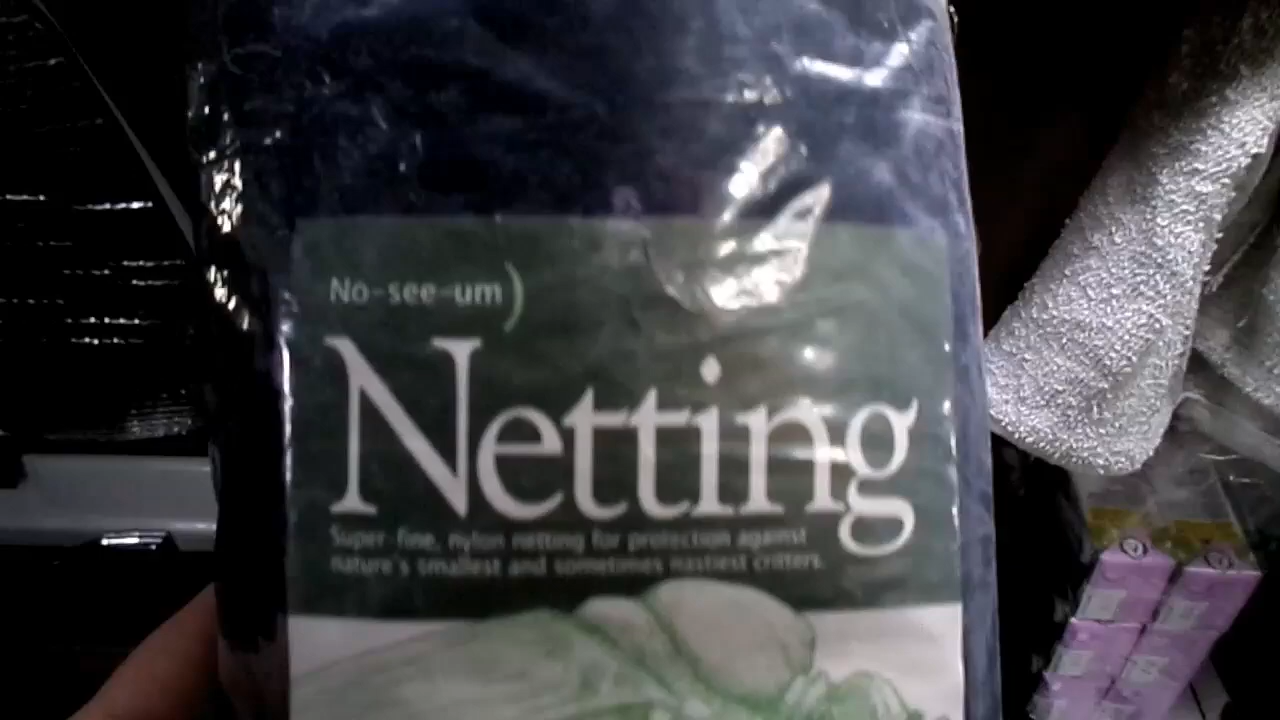 No-see-um)
Netting
Super-fine, nylon netting for protection against
nature's smallest and sometimes nastiest critters.